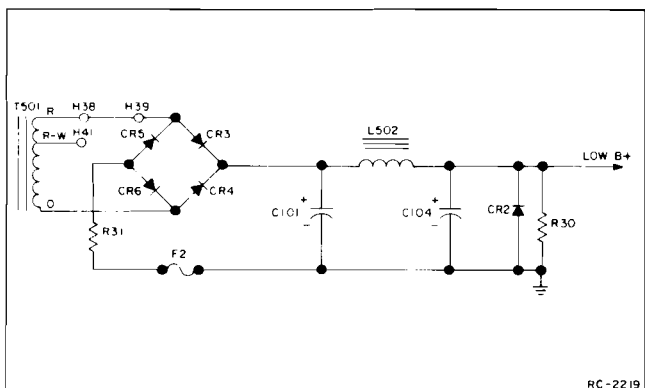 T501
R
H38
H39
R-W
H41
CR5
CR3
L502
LOW B+
CR6
CR4
+
C101
-
+
C104
-
CR2
R30
O
R31
F2
RC-2219